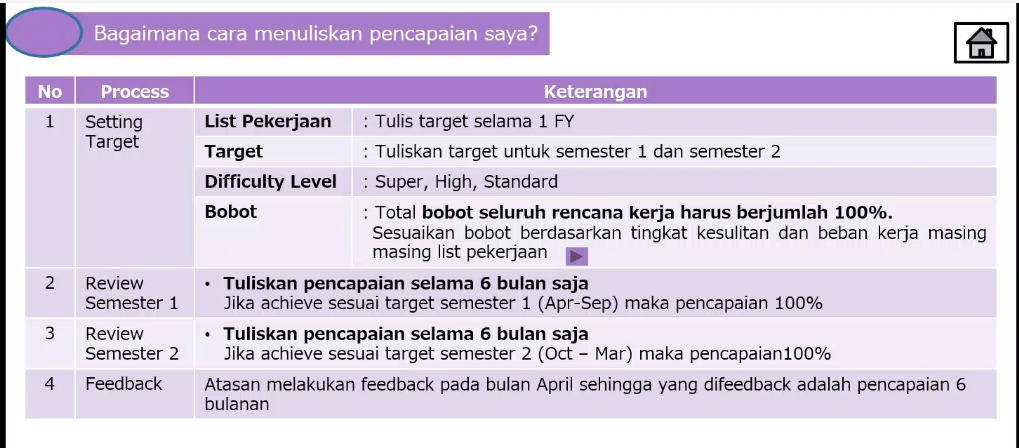 Bagaimana cara menuliskan pencapaian saya?
No Process Keterangan
1 Setting Target
List Pekerjaan : Tulis target selama 1 FY
Target : Tuliskan target untuk semester 1 dan semester 2
Difficulty Level : Super, High, Standard
Bobot : Total bobot seluruh rencana kerja harus berjumlah 100%.
Sesuaikan bobot berdasarkan tingkat kesulitan dan beban kerja masing
masing list pekerjaan
2 Review Semester 1
• Tuliskan pencapaian selama 6 bulan saja
Jika achieve sesuai target semester 1 (Apr-Sep) maka pencapaian 100%
3 Review Semester 2
• Tuliskan pencapaian selama 6 bulan saja
Jika achieve sesuai target semester 2 (Oct – Mar) maka pencapaian100%
4 Feedback
Atasan melakukan feedback pada bulan April sehingga yang difeedback adalah pencapaian 6
bulanan